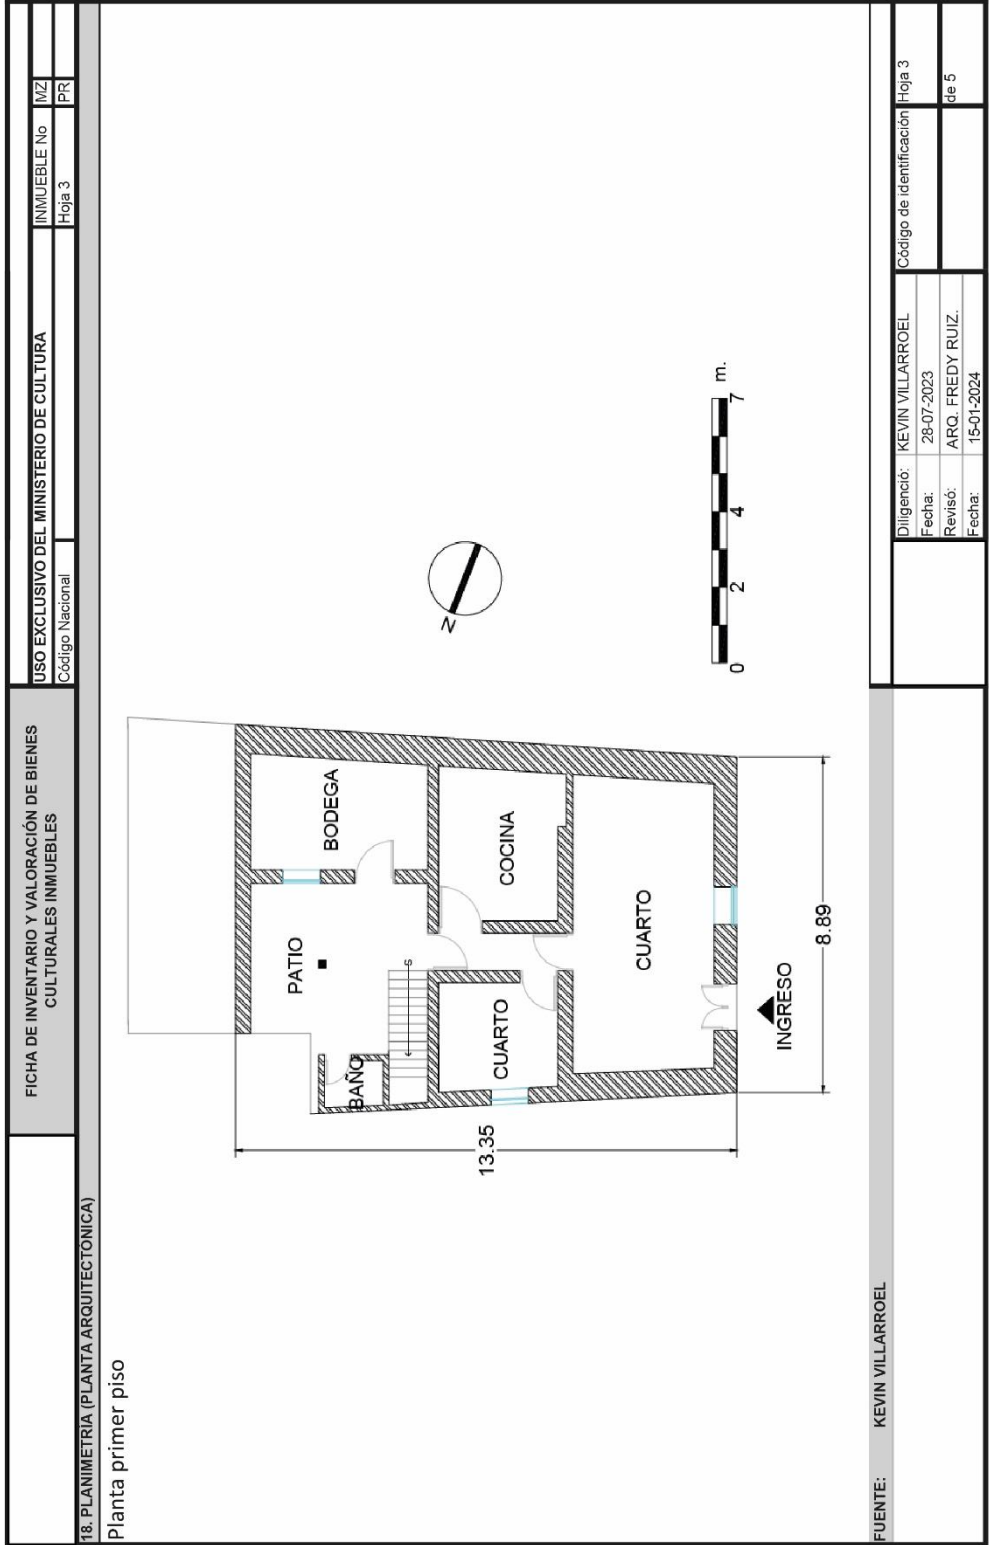 FICHA DE INVENTARIO Y VALORACIÓN DE BIENES
CULTURALES INMUEBLES
USO EXCLUSIVO DEL MINISTERIO DE CULTURA
Código Nacional
INMUEBLE No
MZ
Hoja 3
PR
18. PLANIMETRIA (PLANTA ARQUITECTÓNICA)
Planta primer piso
PATIO
BODEGA
BAÑO
S
CUARTO
COCINA
CUARTO
INGRESO
13.35
8.89
N
0
2
4
7
m.
FUENTE: KEVIN VILLARROEL
Diligenció: KEVIN VILLARROEL
Fecha: 28-07-2023
Revisó: ARQ. FREDY RUIZ.
Fecha: 15-01-2024
Código de identificación
Hoja 3
de 5